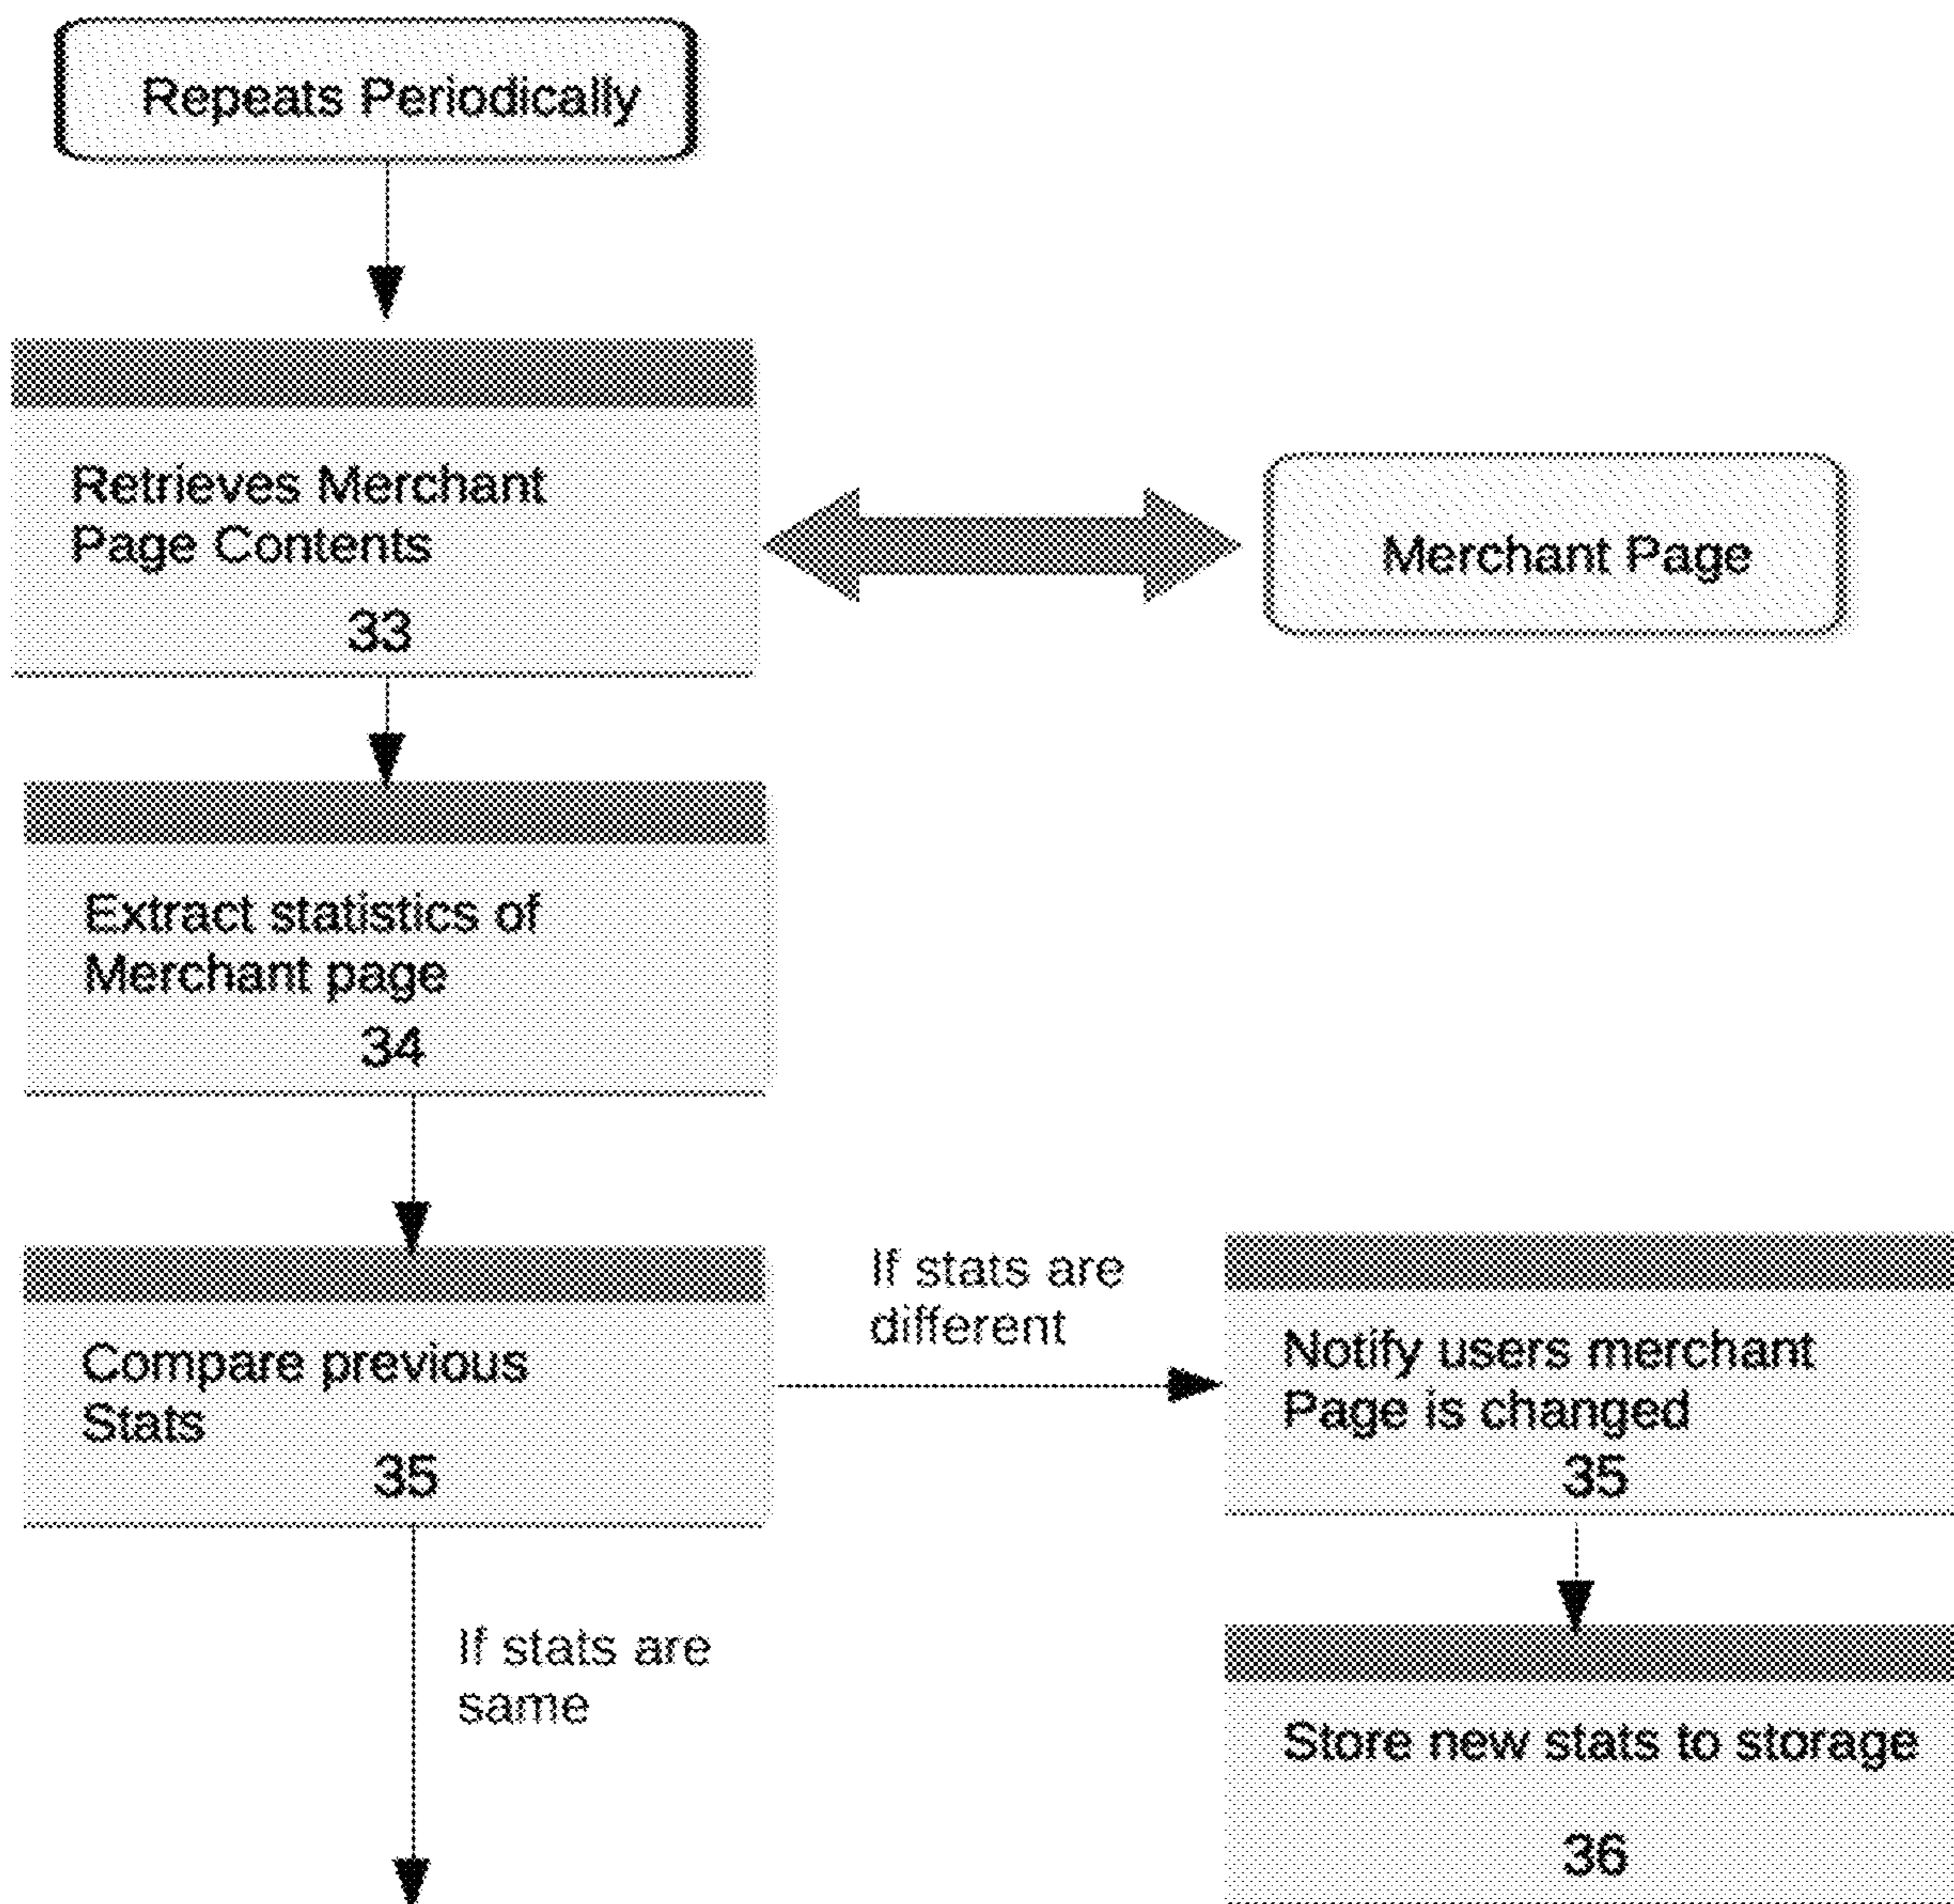 Repeats Periodically
Retrieves Merchant
Page Contents
33
Merchant Page
Extract statistics of
Merchant page
34
Compare previous
Stats
35
If stats are
different
Notify users merchant
Page is changed
35
If stats are
same
Store new stats to storage
36